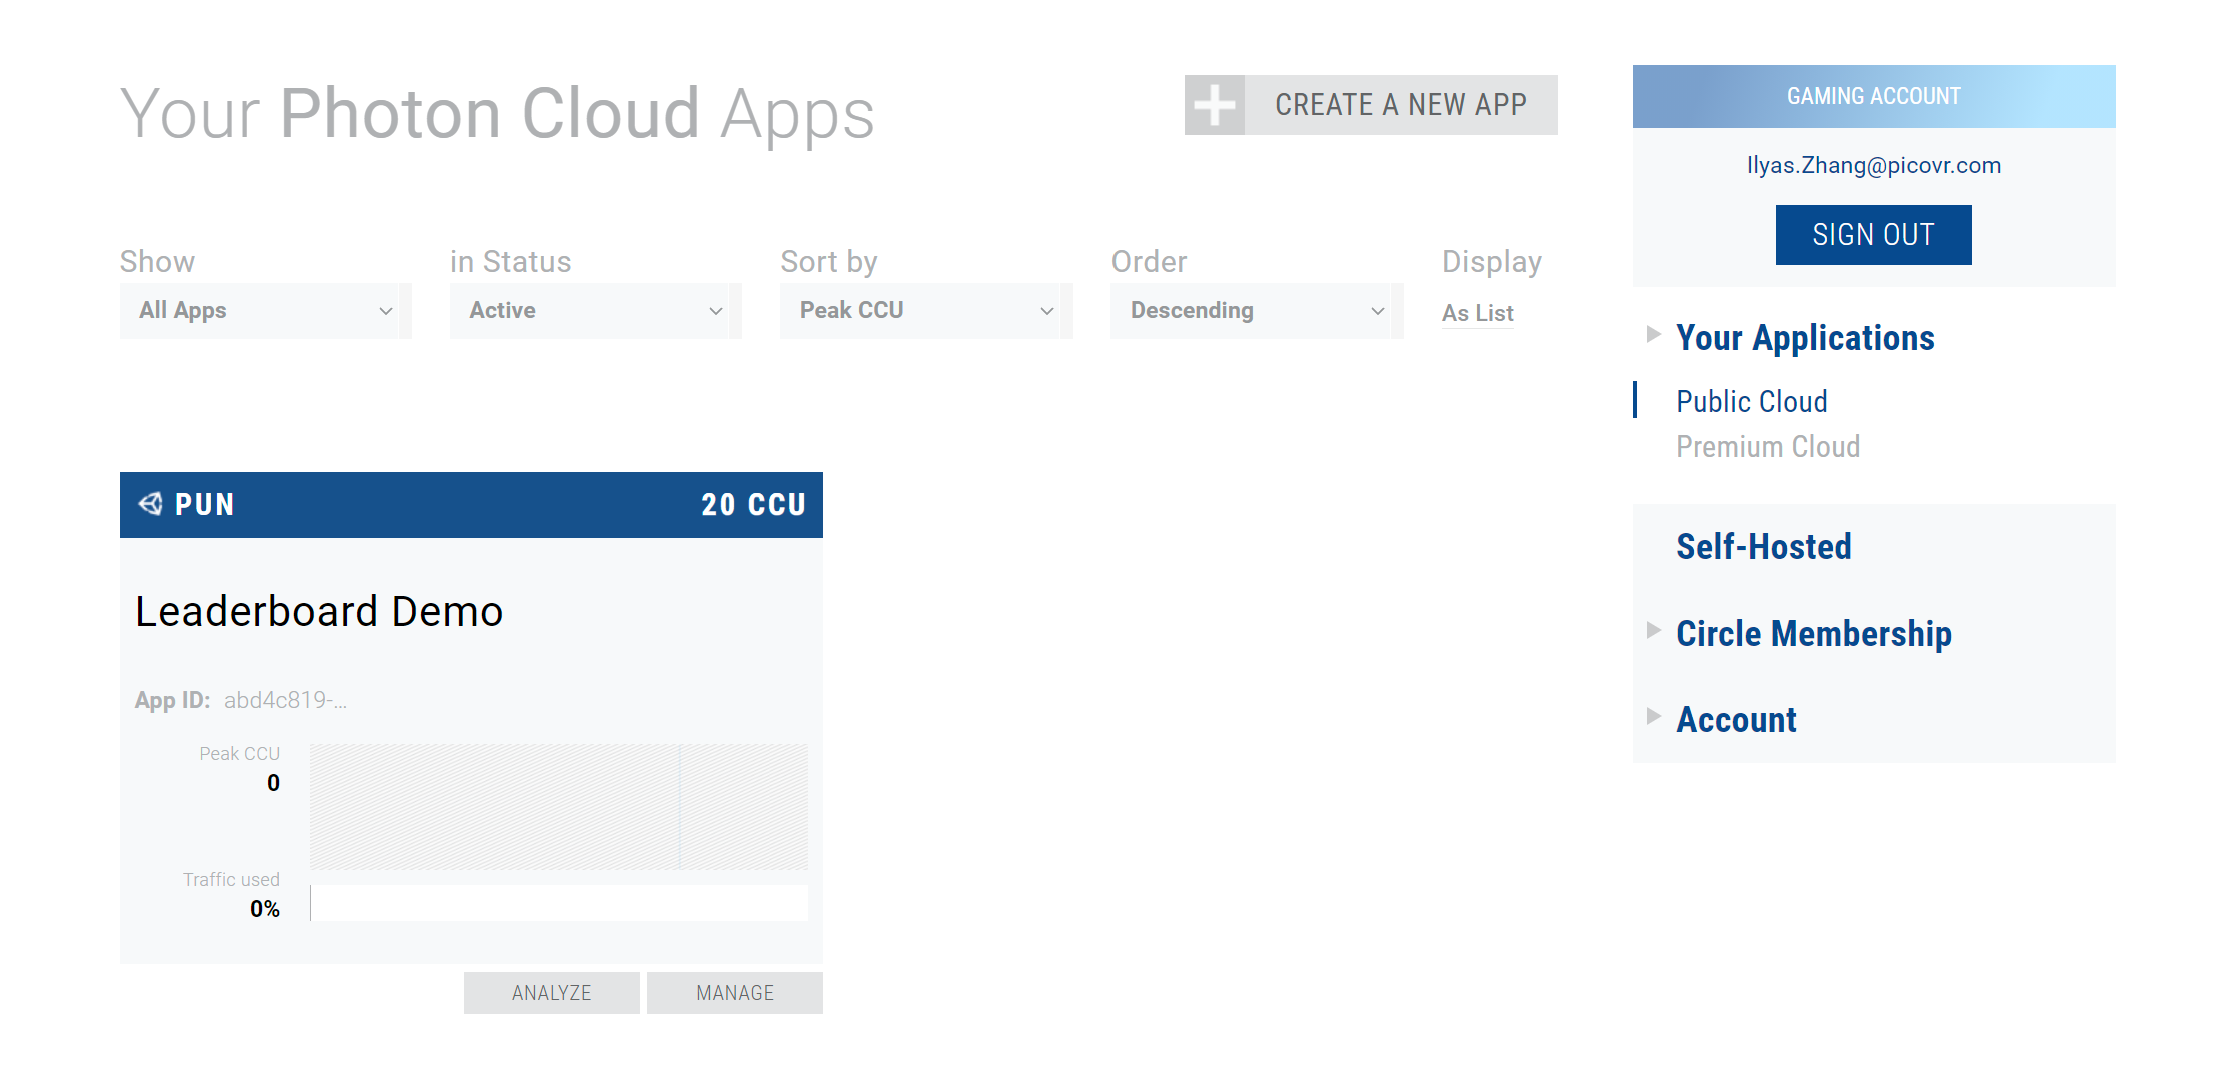 Your Photon Cloud Apps
CREATE A NEW APP
Show
in Status
Sort by
Order
Display
All Apps
Active
Peak CCU
Descending
As List
PUN
20 CCU
Leaderboard Demo
App ID: abd4c819-...
Peak CCU
0
Traffic used
0%
ANALYZE
MANAGE
GAMING ACCOUNT
Ilyas.Zhang@picovr.com
SIGN OUT
Your Applications
Public Cloud
Premium Cloud
Self-Hosted
Circle Membership
Account